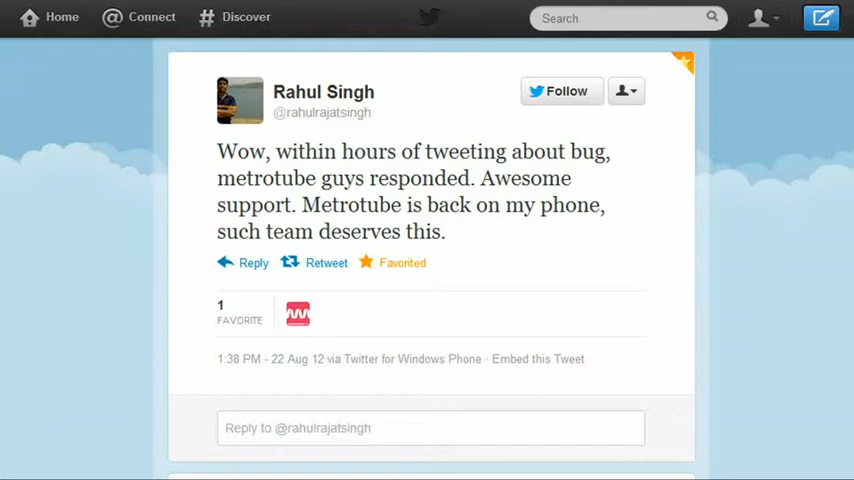 Home Connect Discover Search
Rahul Singh
Follow
@rahulrajatsingh
Wow, within hours of tweeting about bug,
metrotube guys responded. Awesome
support. Metrotube is back on my phone,
such team deserves this.
Reply Retweet Favorited
1
FAVORITE
1:38 PM - 22 Aug 12 via Twitter for Windows Phone · Embed this Tweet
Reply to @rahulrajatsingh